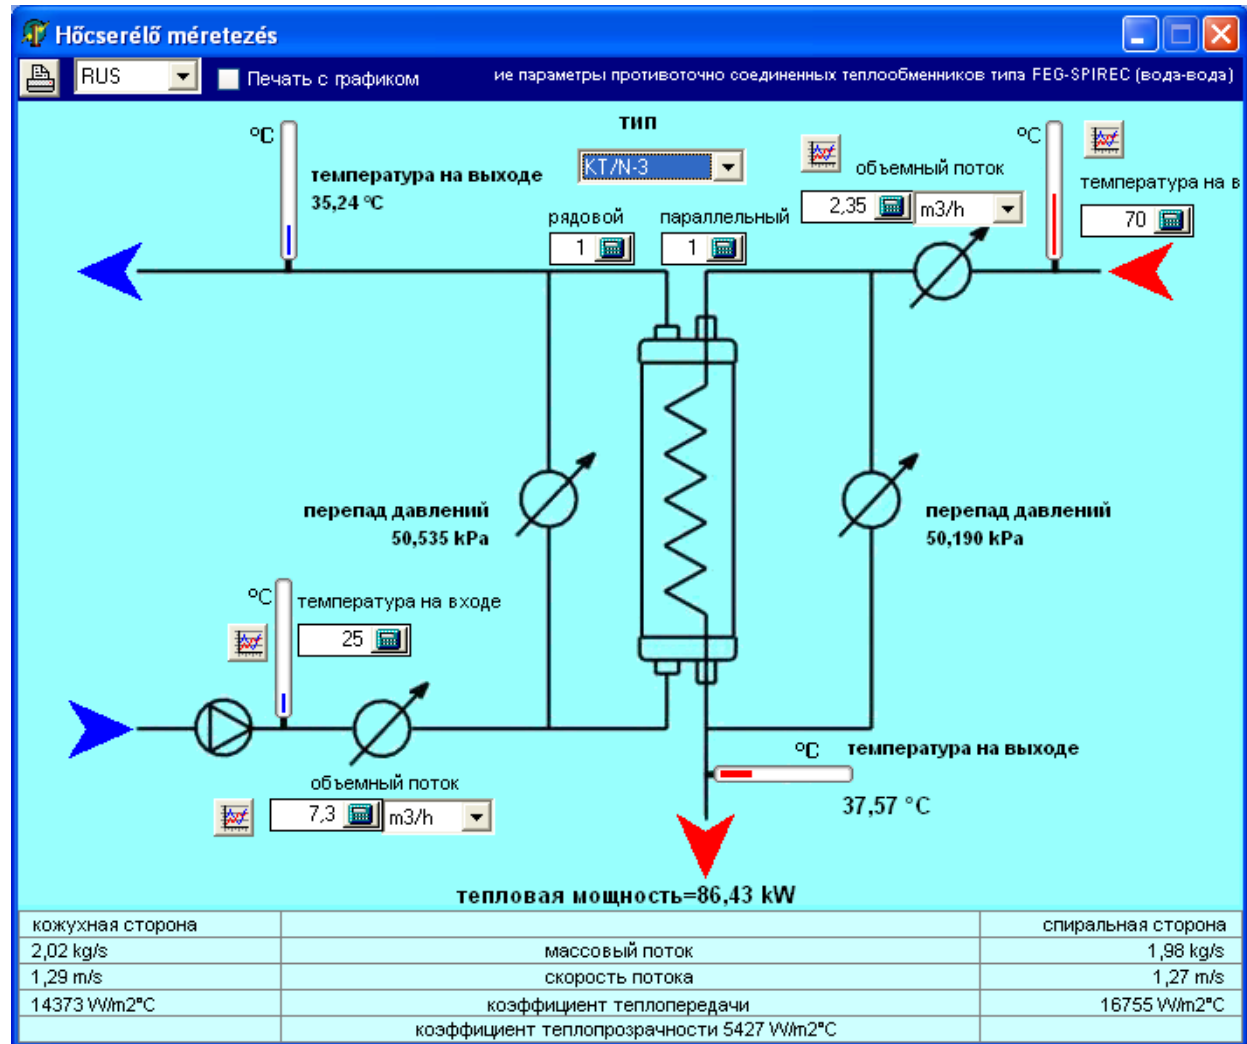 Hőcserélő méretezés
RUS Печать с графиком ие параметры противоточно соединенных теплообменников типа FEG-SPIREC (вода-вода)
тип
°C
°C
температура на выходе
35,24 °C
KT/N-3
объемный поток
2,35 m3/h
температура на в
70
рядовой
1
параллельный
1
перепад давлений
50,535 kPa
перепад давлений
50,190 kPa
°C
температура на входе
25
°C температура на выходе
37,57 °C
объемный поток
7,3 m3/h
тепловая мощность=86,43 kW
кожухная сторона спиральная сторона
2,02 kg/s массовый поток 1,98 kg/s
1,29 m/s скорость потока 1,27 m/s
14373 W/m2°C коэффициент теплопередачи 16755 W/m2°C
коэффициент теплопрозрачности 5427 W/m2°C